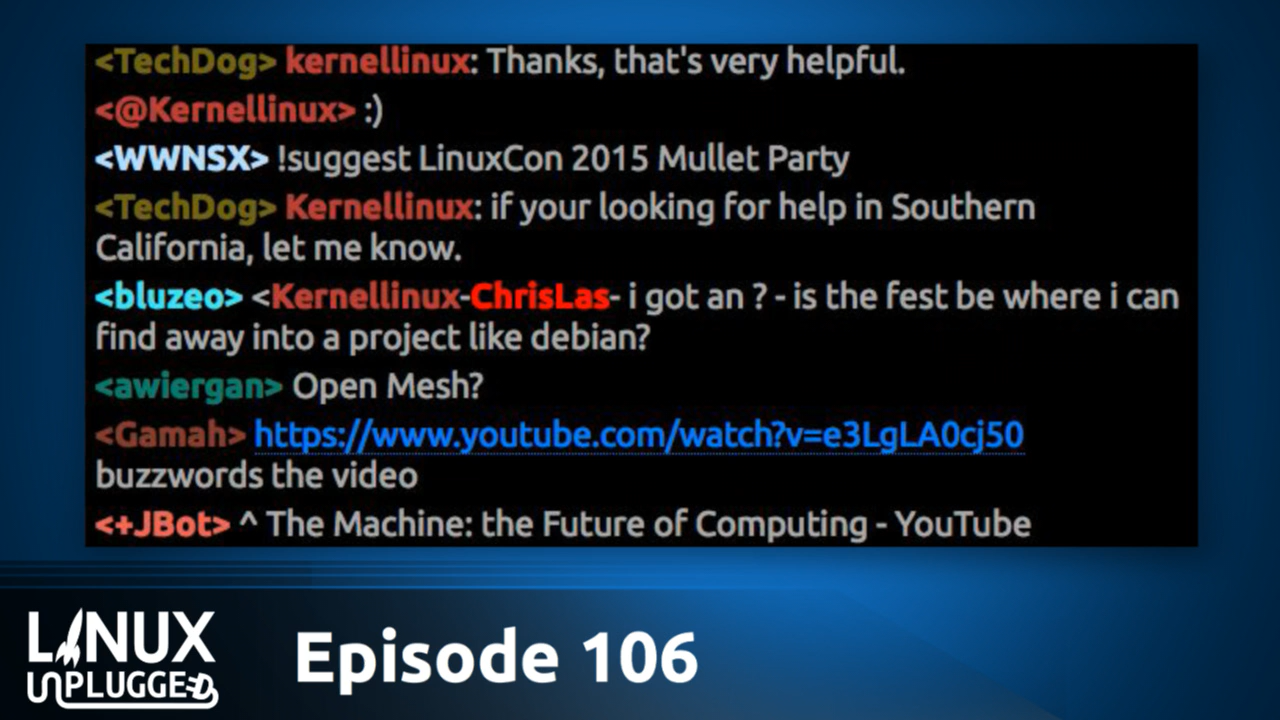 <TechDog> kernellinux: Thanks, that's very helpful.
<@Kernellinux> :)
<WWNSX> !suggest LinuxCon 2015 Mullet Party
<TechDog> Kernellinux: if your looking for help in Southern
California, let me know.
<bluzeo> <Kernellinux-ChrisLas- i got an ? - is the fest be where i can
find away into a project like debian?
<awiergan> Open Mesh?
<Gamah> https://www.youtube.com/watch?v=e3LgLA0cj50
buzzwords the video
<+JBot> ^ The Machine: the Future of Computing - YouTube
LINUX
UNPLUGGED
Episode 106